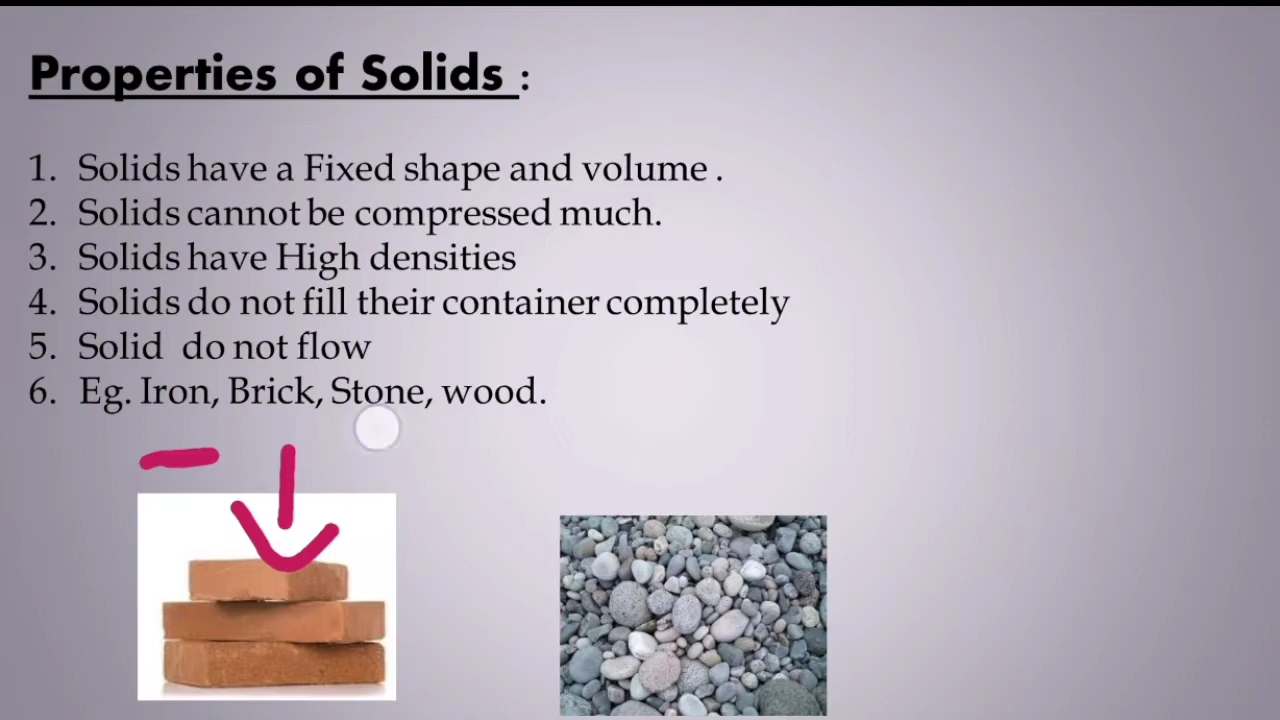 Properties of Solids :
1. Solids have a Fixed shape and volume .
2. Solids cannot be compressed much.
3. Solids have High densities
4. Solids do not fill their container completely
5. Solid do not flow
6. Eg. Iron, Brick, Stone, wood.